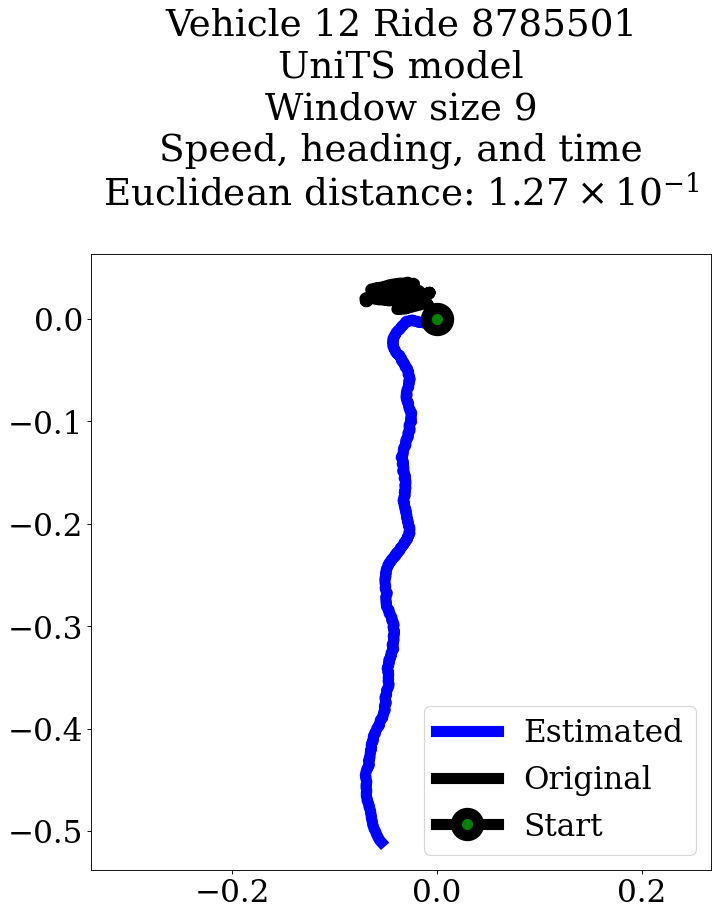 Vehicle 12 Ride 8785501
UniTS model
Window size 9
Speed, heading, and time
Euclidean distance: 1.27 × 10⁻¹
0.0
−0.1
−0.2
−0.3
−0.4
−0.5
−0.2 0.0 0.2
Estimated
Original
Start